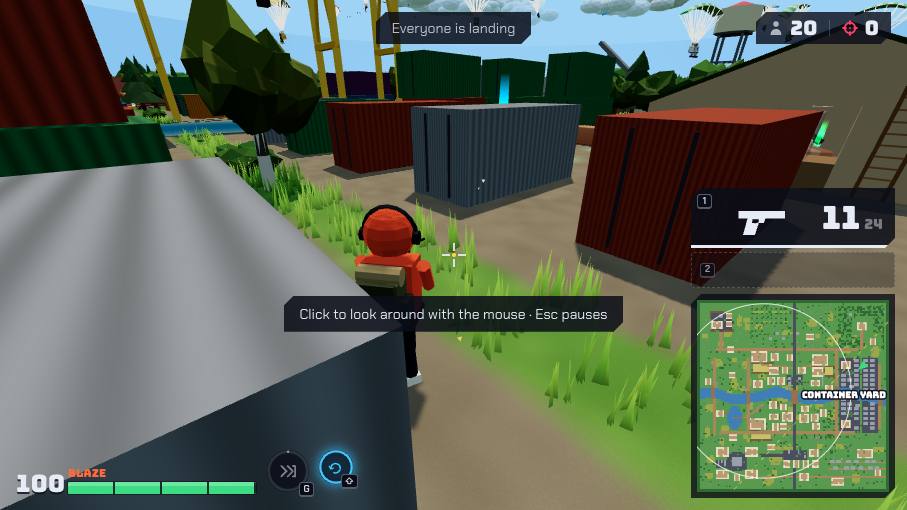 Everyone is landing
20
0
1
11 24
2
Click to look around with the mouse · Esc pauses
CONTAINER YARD
100
BLAZE
G